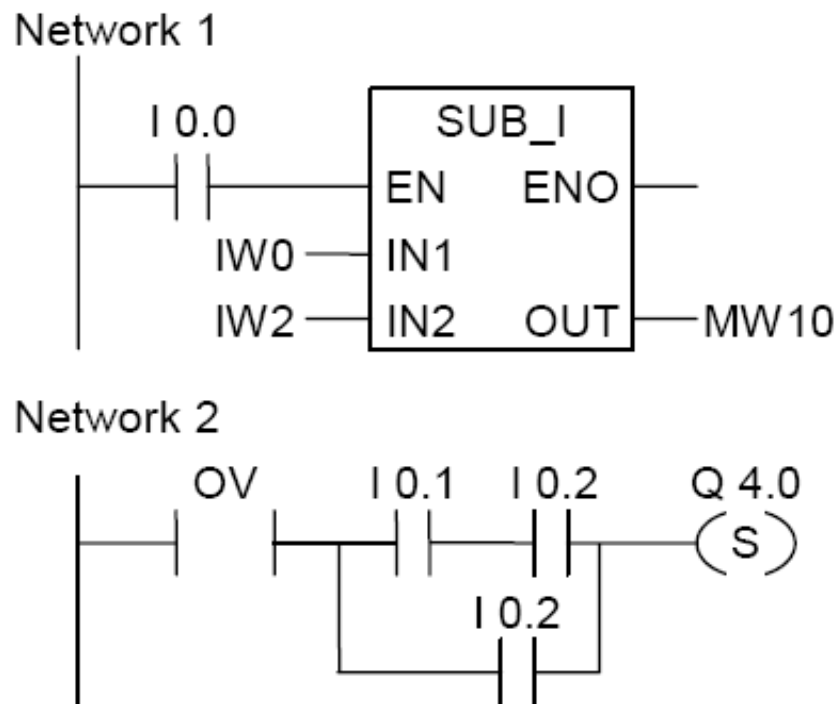 Network 1
I 0.0
SUB_I
EN ENO
IW0 IN1
IW2 IN2 OUT MW10
Network 2
OV I 0.1 I 0.2 Q 4.0
S
I 0.2